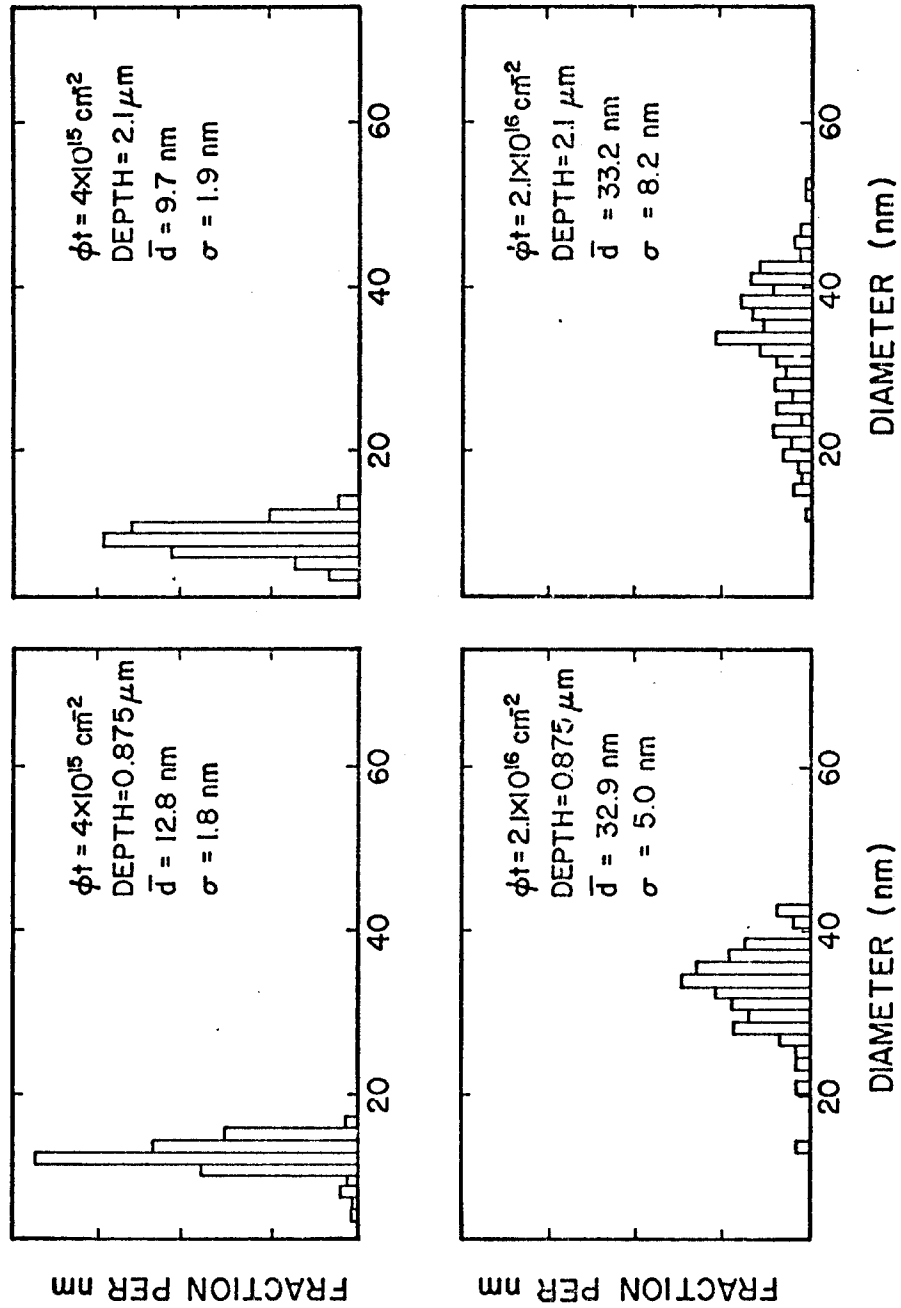 FRACTION PER nm
ϕt = 4×10¹⁵ cm⁻²
DEPTH=0.875 μm
d̄ = 12.8 nm
σ = 1.8 nm
20 40 60
ϕt = 4×10¹⁵ cm⁻²
DEPTH = 2.1 μm
d̄ = 9.7 nm
σ = 1.9 nm
20 40 60
FRACTION PER nm
ϕt = 2.1×10¹⁶ cm⁻²
DEPTH=0.875 μm
d̄ = 32.9 nm
σ = 5.0 nm
20 40 60
DIAMETER (nm)
ϕt = 2.1×10¹⁶ cm⁻²
DEPTH=2.1 μm
d̄ = 33.2 nm
σ = 8.2 nm
20 40 60
DIAMETER (nm)